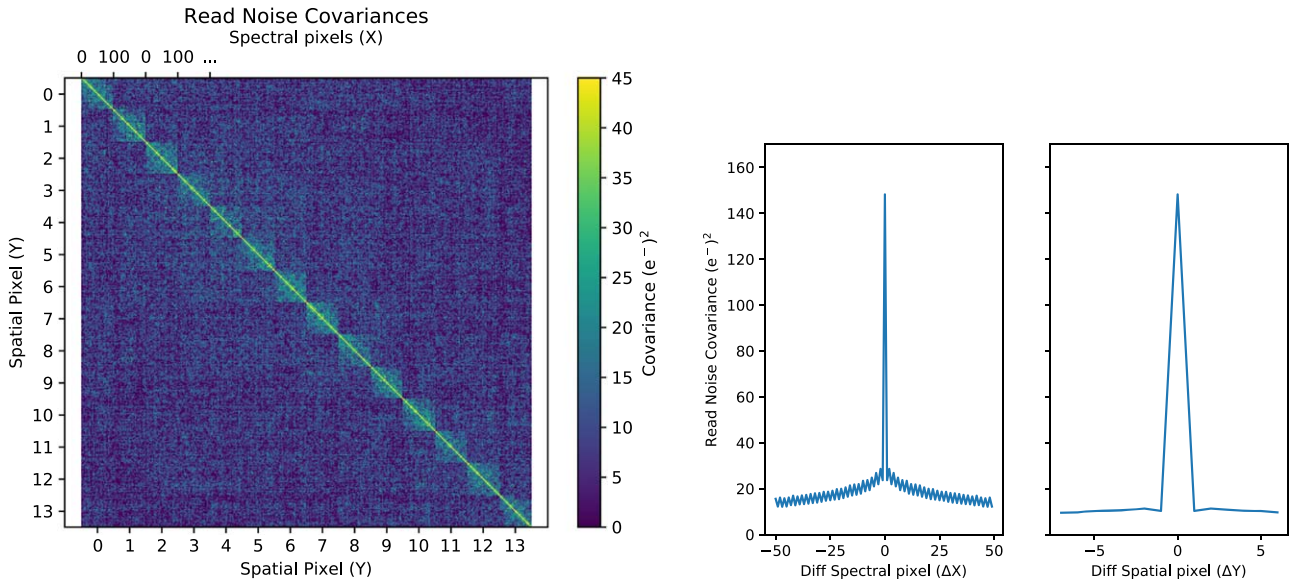 Read Noise Covariances
Spectral pixels (X)
0 100 0 100 ...
0
1
2
3
4
5
6
7
8
9
10
11
12
13
Spatial Pixel (Y)
0 1 2 3 4 5 6 7 8 9 10 11 12 13
Spatial Pixel (Y)
45
40
35
30
25
20
15
10
5
0
Covariance (e⁻)²
160
140
120
100
80
60
40
20
0
Read Noise Covariance (e⁻)²
−50 −25 0 25 50
Diff Spectral pixel (ΔX)
−5 0 5
Diff Spatial pixel (ΔY)